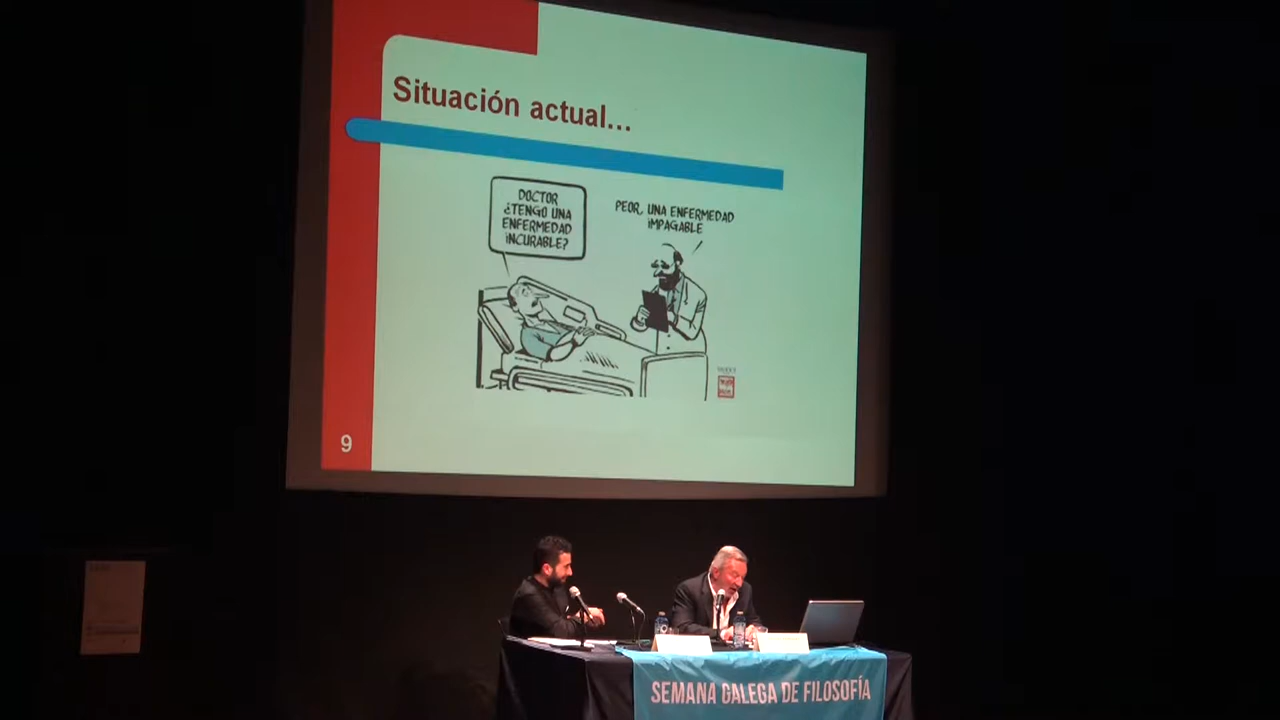 Situación actual...
DOCTOR
¿TENGO UNA
ENFERMEDAD
INCURABLE?
PEOR, UNA ENFERMEDAD
IMPAGABLE
9
SEMANA GALEGA DE FILOSOFÍA